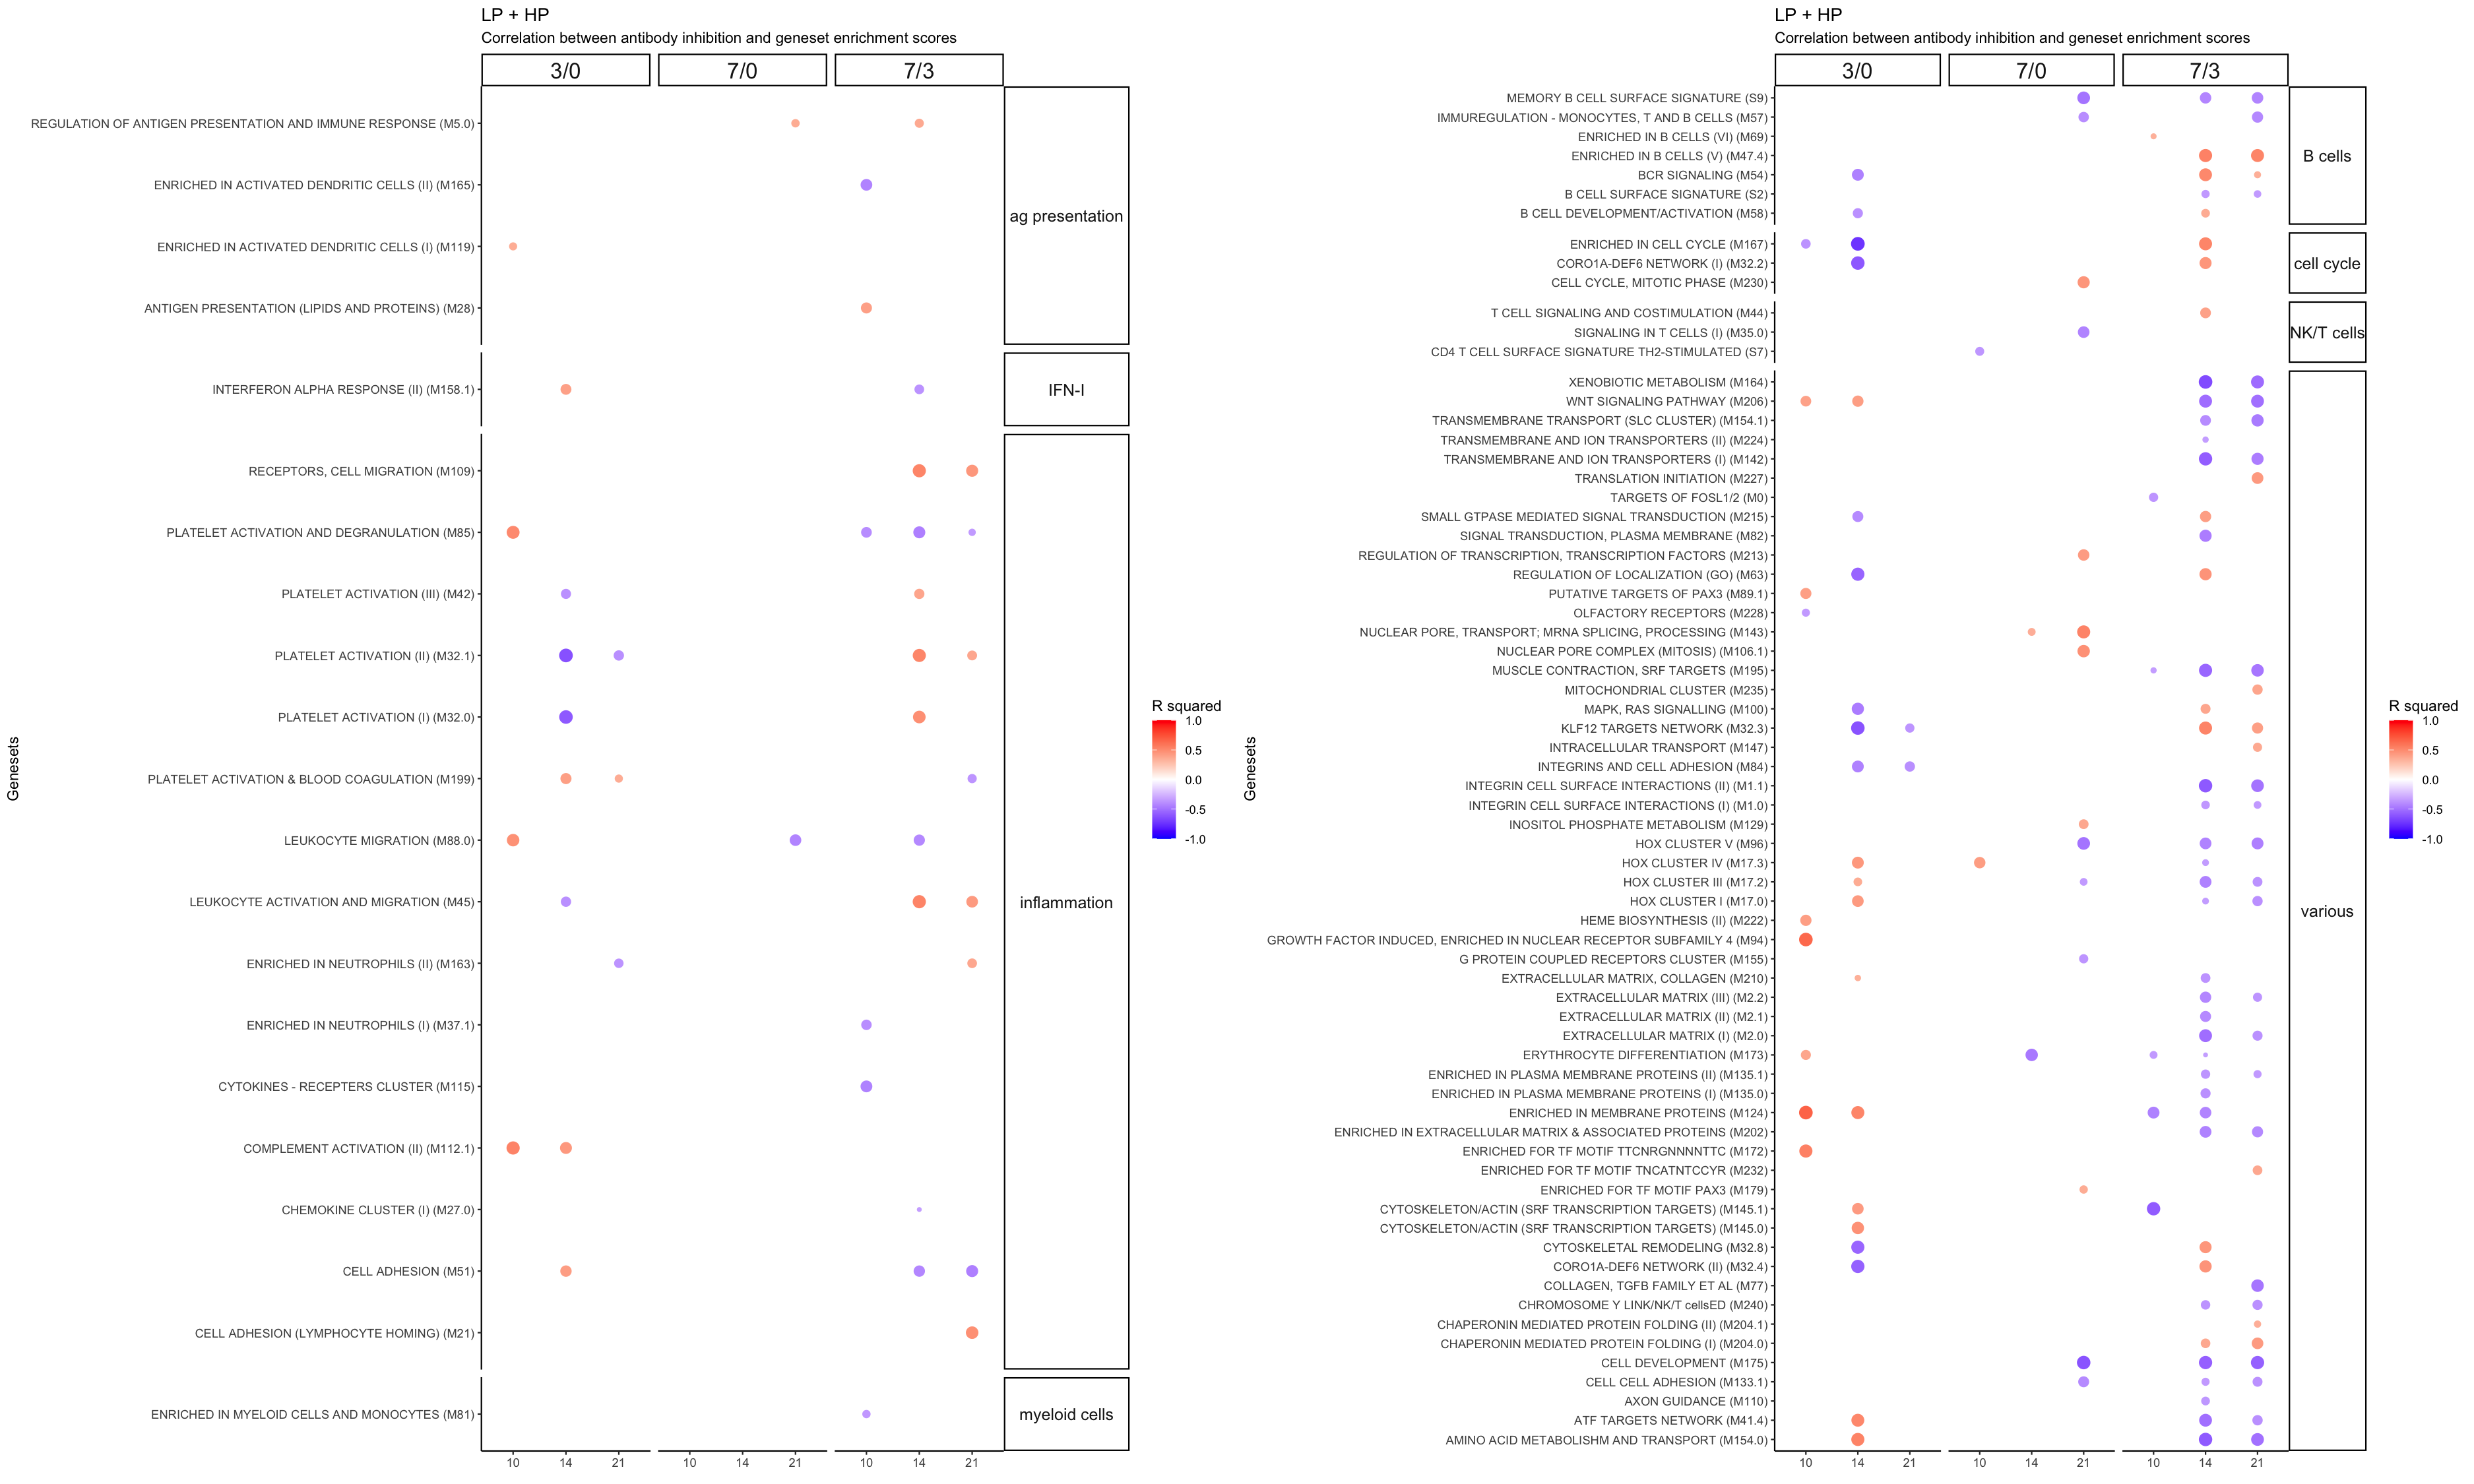 LP + HP
Correlation between antibody inhibition and geneset enrichment scores
3/0
7/0
7/3
REGULATION OF ANTIGEN PRESENTATION AND IMMUNE RESPONSE (M5.0)
ENRICHED IN ACTIVATED DENDRITIC CELLS (II) (M165)
ENRICHED IN ACTIVATED DENDRITIC CELLS (I) (M119)
ANTIGEN PRESENTATION (LIPIDS AND PROTEINS) (M28)
ag presentation
INTERFERON ALPHA RESPONSE (II) (M158.1)
IFN-I
RECEPTORS, CELL MIGRATION (M109)
PLATELET ACTIVATION AND DEGRANULATION (M85)
PLATELET ACTIVATION (III) (M42)
PLATELET ACTIVATION (II) (M32.1)
PLATELET ACTIVATION (I) (M32.0)
PLATELET ACTIVATION & BLOOD COAGULATION (M199)
LEUKOCYTE MIGRATION (M88.0)
LEUKOCYTE ACTIVATION AND MIGRATION (M45)
ENRICHED IN NEUTROPHILS (II) (M163)
ENRICHED IN NEUTROPHILS (I) (M37.1)
CYTOKINES - RECEPTERS CLUSTER (M115)
COMPLEMENT ACTIVATION (II) (M112.1)
CHEMOKINE CLUSTER (I) (M27.0)
CELL ADHESION (M51)
CELL ADHESION (LYMPHOCYTE HOMING) (M21)
inflammation
ENRICHED IN MYELOID CELLS AND MONOCYTES (M81)
myeloid cells
Genesets
10 14 21
10 14 21
10 14 21
R squared
1.0
0.5
0.0
-0.5
-1.0
LP + HP
Correlation between antibody inhibition and geneset enrichment scores
3/0
7/0
7/3
MEMORY B CELL SURFACE SIGNATURE (S9)
IMMUREGULATION - MONOCYTES, T AND B CELLS (M57)
ENRICHED IN B CELLS (VI) (M69)
ENRICHED IN B CELLS (V) (M47.4)
BCR SIGNALING (M54)
B CELL SURFACE SIGNATURE (S2)
B CELL DEVELOPMENT/ACTIVATION (M58)
B cells
ENRICHED IN CELL CYCLE (M167)
CORO1A-DEF6 NETWORK (I) (M32.2)
CELL CYCLE, MITOTIC PHASE (M230)
cell cycle
T CELL SIGNALING AND COSTIMULATION (M44)
SIGNALING IN T CELLS (I) (M35.0)
CD4 T CELL SURFACE SIGNATURE TH2-STIMULATED (S7)
NK/T cells
XENOBIOTIC METABOLISM (M164)
WNT SIGNALING PATHWAY (M206)
TRANSMEMBRANE TRANSPORT (SLC CLUSTER) (M154.1)
TRANSMEMBRANE AND ION TRANSPORTERS (II) (M224)
TRANSMEMBRANE AND ION TRANSPORTERS (I) (M142)
TRANSLATION INITIATION (M227)
TARGETS OF FOSL1/2 (M0)
SMALL GTPASE MEDIATED SIGNAL TRANSDUCTION (M215)
SIGNAL TRANSDUCTION, PLASMA MEMBRANE (M82)
REGULATION OF TRANSCRIPTION, TRANSCRIPTION FACTORS (M213)
REGULATION OF LOCALIZATION (GO) (M63)
PUTATIVE TARGETS OF PAX3 (M89.1)
OLFACTORY RECEPTORS (M228)
NUCLEAR PORE, TRANSPORT; MRNA SPLICING, PROCESSING (M143)
NUCLEAR PORE COMPLEX (MITOSIS) (M106.1)
MUSCLE CONTRACTION, SRF TARGETS (M195)
MITOCHONDRIAL CLUSTER (M235)
MAPK, RAS SIGNALLING (M100)
KLF12 TARGETS NETWORK (M32.3)
INTRACELLULAR TRANSPORT (M147)
INTEGRINS AND CELL ADHESION (M84)
INTEGRIN CELL SURFACE INTERACTIONS (II) (M1.1)
INTEGRIN CELL SURFACE INTERACTIONS (I) (M1.0)
INOSITOL PHOSPHATE METABOLISM (M129)
HOX CLUSTER V (M96)
HOX CLUSTER IV (M17.3)
HOX CLUSTER III (M17.2)
HOX CLUSTER I (M17.0)
HEME BIOSYNTHESIS (II) (M222)
GROWTH FACTOR INDUCED, ENRICHED IN NUCLEAR RECEPTOR SUBFAMILY 4 (M94)
G PROTEIN COUPLED RECEPTORS CLUSTER (M155)
EXTRACELLULAR MATRIX, COLLAGEN (M210)
EXTRACELLULAR MATRIX (III) (M2.2)
EXTRACELLULAR MATRIX (II) (M2.1)
EXTRACELLULAR MATRIX (I) (M2.0)
ERYTHROCYTE DIFFERENTIATION (M173)
ENRICHED IN PLASMA MEMBRANE PROTEINS (II) (M135.1)
ENRICHED IN PLASMA MEMBRANE PROTEINS (I) (M135.0)
ENRICHED IN MEMBRANE PROTEINS (M124)
ENRICHED IN EXTRACELLULAR MATRIX & ASSOCIATED PROTEINS (M202)
ENRICHED FOR TF MOTIF TTCNRGNNNNTTC (M172)
ENRICHED FOR TF MOTIF TNCATNTCCYR (M232)
ENRICHED FOR TF MOTIF PAX3 (M179)
CYTOSKELETON/ACTIN (SRF TRANSCRIPTION TARGETS) (M145.1)
CYTOSKELETON/ACTIN (SRF TRANSCRIPTION TARGETS) (M145.0)
CYTOSKELETAL REMODELING (M32.8)
CORO1A-DEF6 NETWORK (II) (M32.4)
COLLAGEN, TGFB FAMILY ET AL (M77)
CHROMOSOME Y LINK/NK/T cellsED (M240)
CHAPERONIN MEDIATED PROTEIN FOLDING (II) (M204.1)
CHAPERONIN MEDIATED PROTEIN FOLDING (I) (M204.0)
CELL DEVELOPMENT (M175)
CELL CELL ADHESION (M133.1)
AXON GUIDANCE (M110)
ATF TARGETS NETWORK (M41.4)
AMINO ACID METABOLISHM AND TRANSPORT (M154.0)
various
Genesets
10 14 21
10 14 21
10 14 21
R squared
1.0
0.5
0.0
-0.5
-1.0